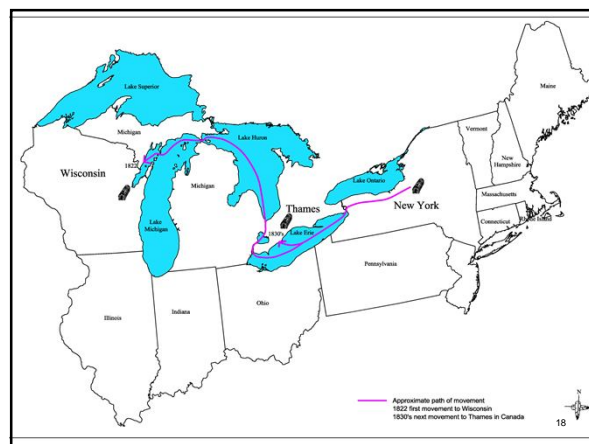 Lake Superior
Maine
Michigan
Lake Huron
Vermont
1822
New
Hampshire
Wisconsin
Michigan
Lake Ontario
Massachusetts
Thames
New York
Lake
Michigan
Connecticut
Rhode Island
1830's
Lake Erie
Pennsylvania
Illinois
Indiana
Ohio
Approximate path of movement
1822 first movement to Wisconsin
1830's next movement to Thames in Canada
18